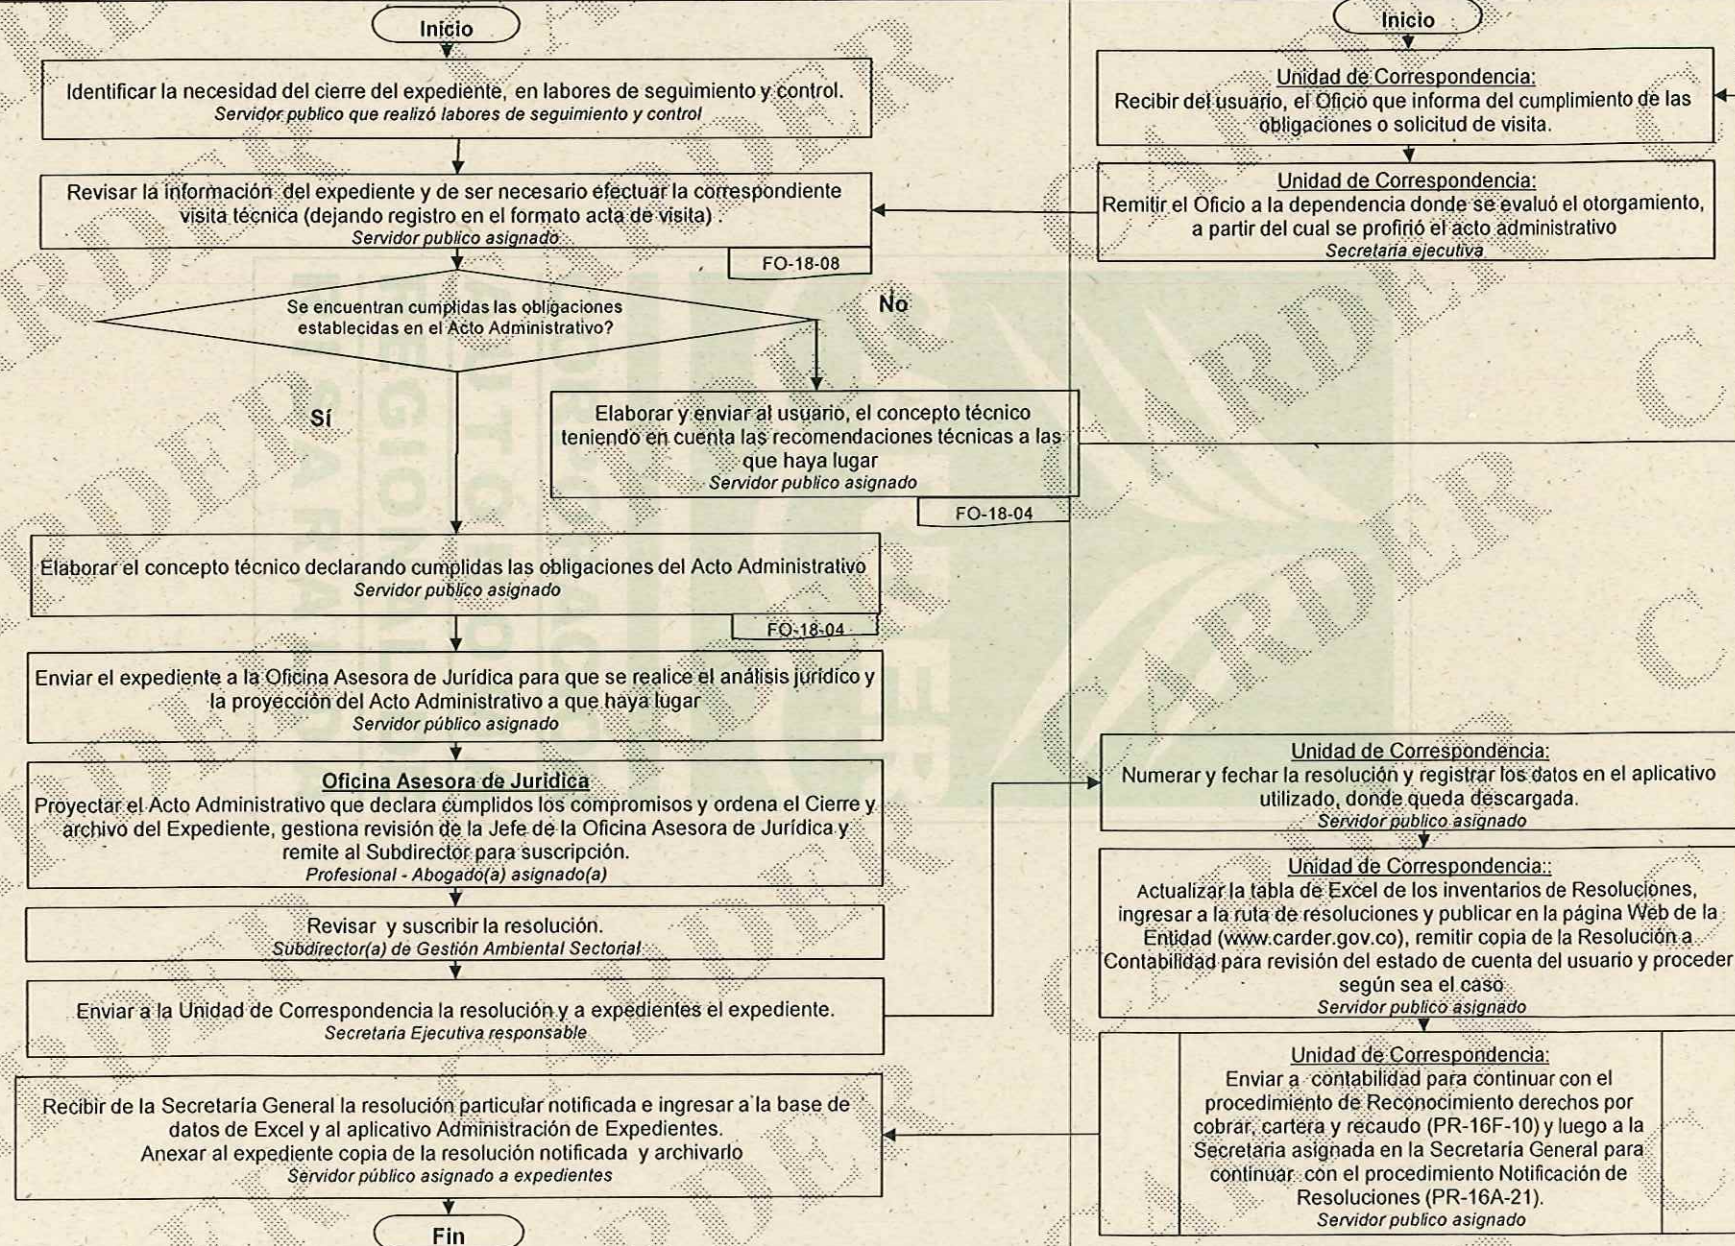 Inicio
Identificar la necesidad del cierre del expediente, en labores de seguimiento y control.
Servidor publico que realizó labores de seguimiento y control
Revisar la información del expediente y de ser necesario efectuar la correspondiente
visita técnica (dejando registro en el formato acta de visita) .
Servidor publico asignado
FO-18-08
Se encuentran cumplidas las obligaciones
establecidas en el Acto Administrativo?
No
Sí
Elaborar y enviar al usuario, el concepto técnico
teniendo en cuenta las recomendaciones técnicas a las
que haya lugar
Servidor publico asignado
FO-18-04
Elaborar el concepto técnico declarando cumplidas las obligaciones del Acto Administrativo
Servidor publico asignado
FO-18-04
Enviar el expediente a la Oficina Asesora de Jurídica para que se realice el análisis jurídico y
la proyección del Acto Administrativo a que haya lugar
Servidor público asignado
Oficina Asesora de Juridica
Proyectar el Acto Administrativo que declara cumplidos los compromisos y ordena el Cierre y
archivo del Expediente, gestiona revisión de la Jefe de la Oficina Asesora de Jurídica y
remite al Subdirector para suscripción.
Profesional - Abogado(a) asignado(a)
Revisar y suscribir la resolución.
Subdirector(a) de Gestión Ambiental Sectorial
Enviar a la Unidad de Correspondencia la resolución y a expedientes el expediente.
Secretaria Ejecutiva responsable
Recibir de la Secretaría General la resolución particular notificada e ingresar a la base de
datos de Excel y al aplicativo Administración de Expedientes.
Anexar al expediente copia de la resolución notificada y archivarlo
Servidor público asignado a expedientes
Fin
Inicio
Unidad de Correspondencia:
Recibir del usuario, el Oficio que informa del cumplimiento de las
obligaciones o solicitud de visita.
Unidad de Correspondencia:
Remitir el Oficio a la dependencia donde se evaluó el otorgamiento,
a partir del cual se profirió el acto administrativo
Secretaria ejecutiva
Unidad de Correspondencia:
Numerar y fechar la resolución y registrar los datos en el aplicativo
utilizado, donde queda descargada.
Servidor publico asignado
Unidad de Correspondencia::
Actualizar la tabla de Excel de los inventarios de Resoluciones,
ingresar a la ruta de resoluciones y publicar en la página Web de la
Entidad (www.carder.gov.co), remitir copia de la Resolución a
Contabilidad para revisión del estado de cuenta del usuario y proceder
según sea el caso
Servidor publico asignado
Unidad de Correspondencia:
Enviar a contabilidad para continuar con el
procedimiento de Reconocimiento derechos por
cobrar, cartera y recaudo (PR-16F-10) y luego a la
Secretaria asignada en la Secretaría General para
continuar con el procedimiento Notificación de
Resoluciones (PR-16A-21).
Servidor publico asignado
CARDER
CARDER
CARDER
CARDER